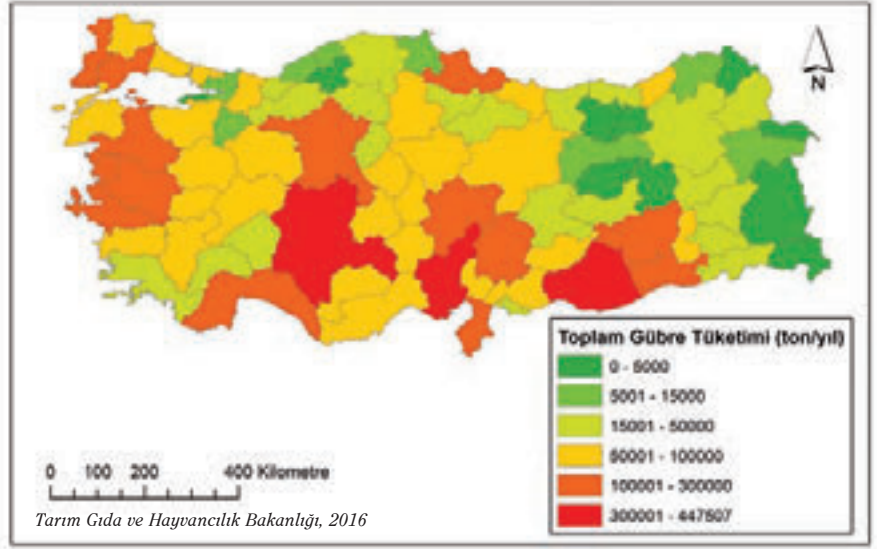 N
Toplam Gübre Tüketimi (ton/yıl)
0 - 5000
5001 - 15000
15001 - 50000
50001 - 100000
100001 - 300000
300001 - 447507
0 100 200 400 Kilometre
Tarım Gıda ve Hayvancılık Bakanlığı, 2016